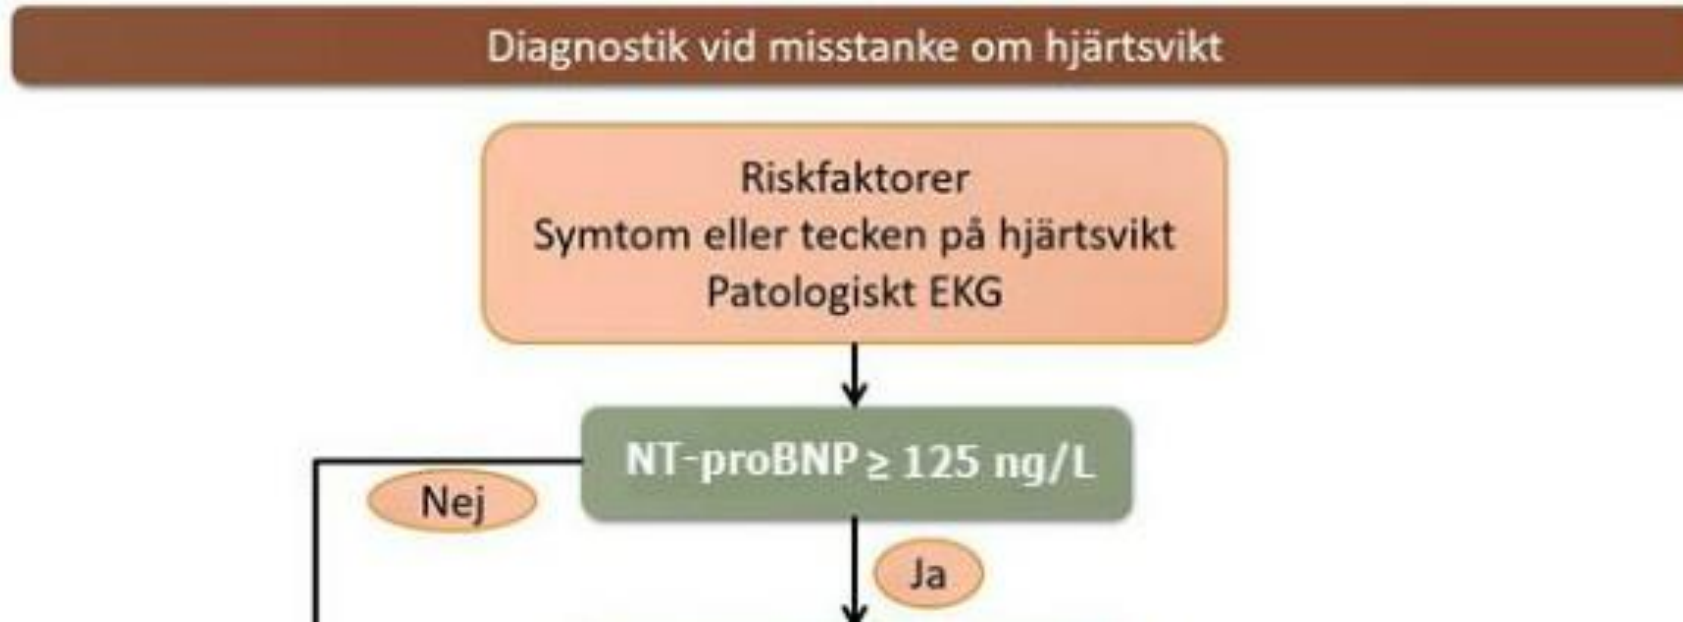 Diagnostik vid misstanke om hjärtsvikt
Riskfaktorer
Symtom eller tecken på hjärtsvikt
Patologiskt EKG
NT-proBNP ≥ 125 ng/L
Nej
Ja